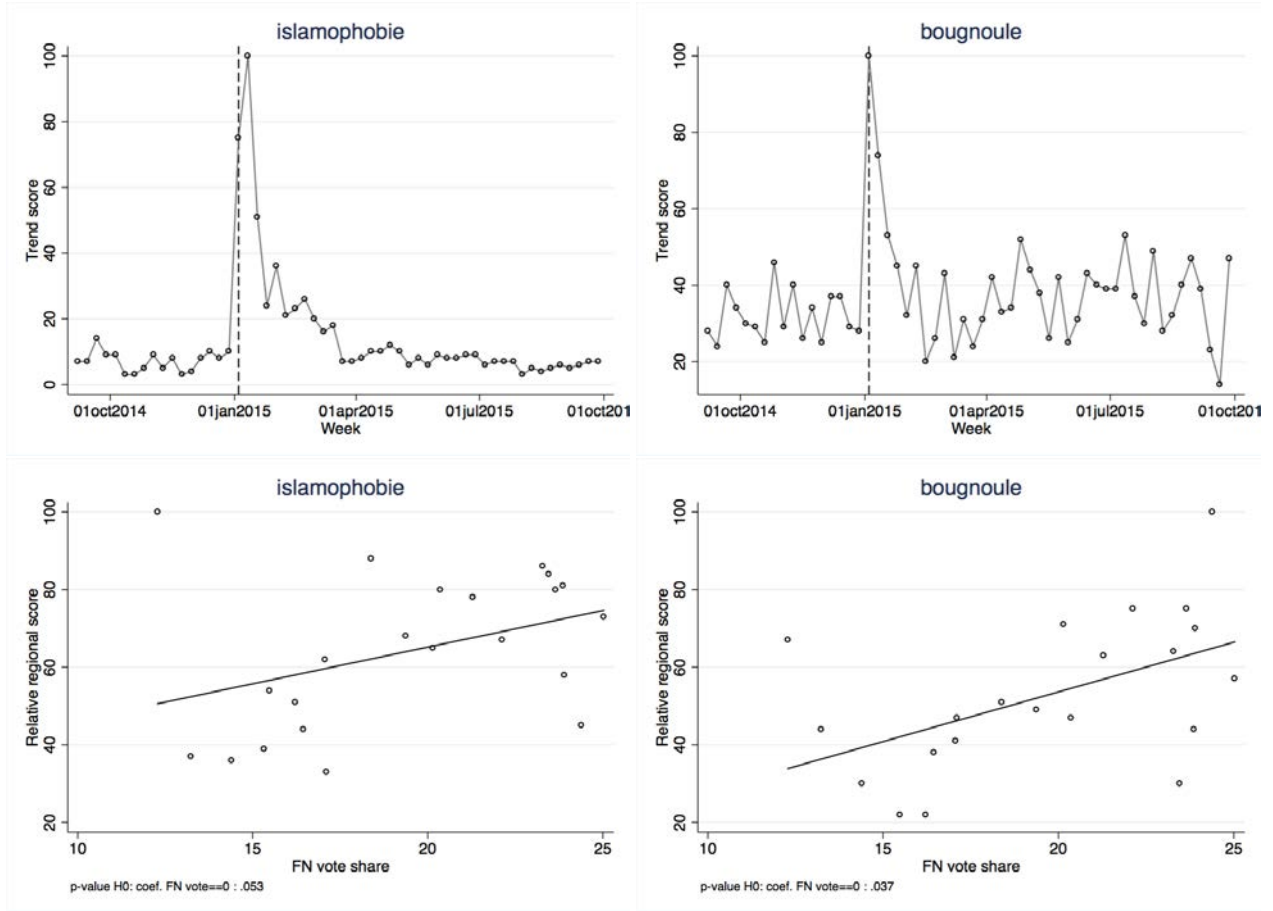 islamophobie
100
80
60
40
20
0
Trend score
01oct2014 01jan2015 01apr2015 01jul2015 01oct201
Week
bougnoule
100
80
60
40
20
Trend score
01oct2014 01jan2015 01apr2015 01jul2015 01oct201
Week
islamophobie
100
80
60
40
20
Relative regional score
10 15 20 25
FN vote share
p-value H0: coef. FN vote==0 : .053
bougnoule
100
80
60
40
20
Relative regional score
10 15 20 25
FN vote share
p-value H0: coef. FN vote==0 : .037